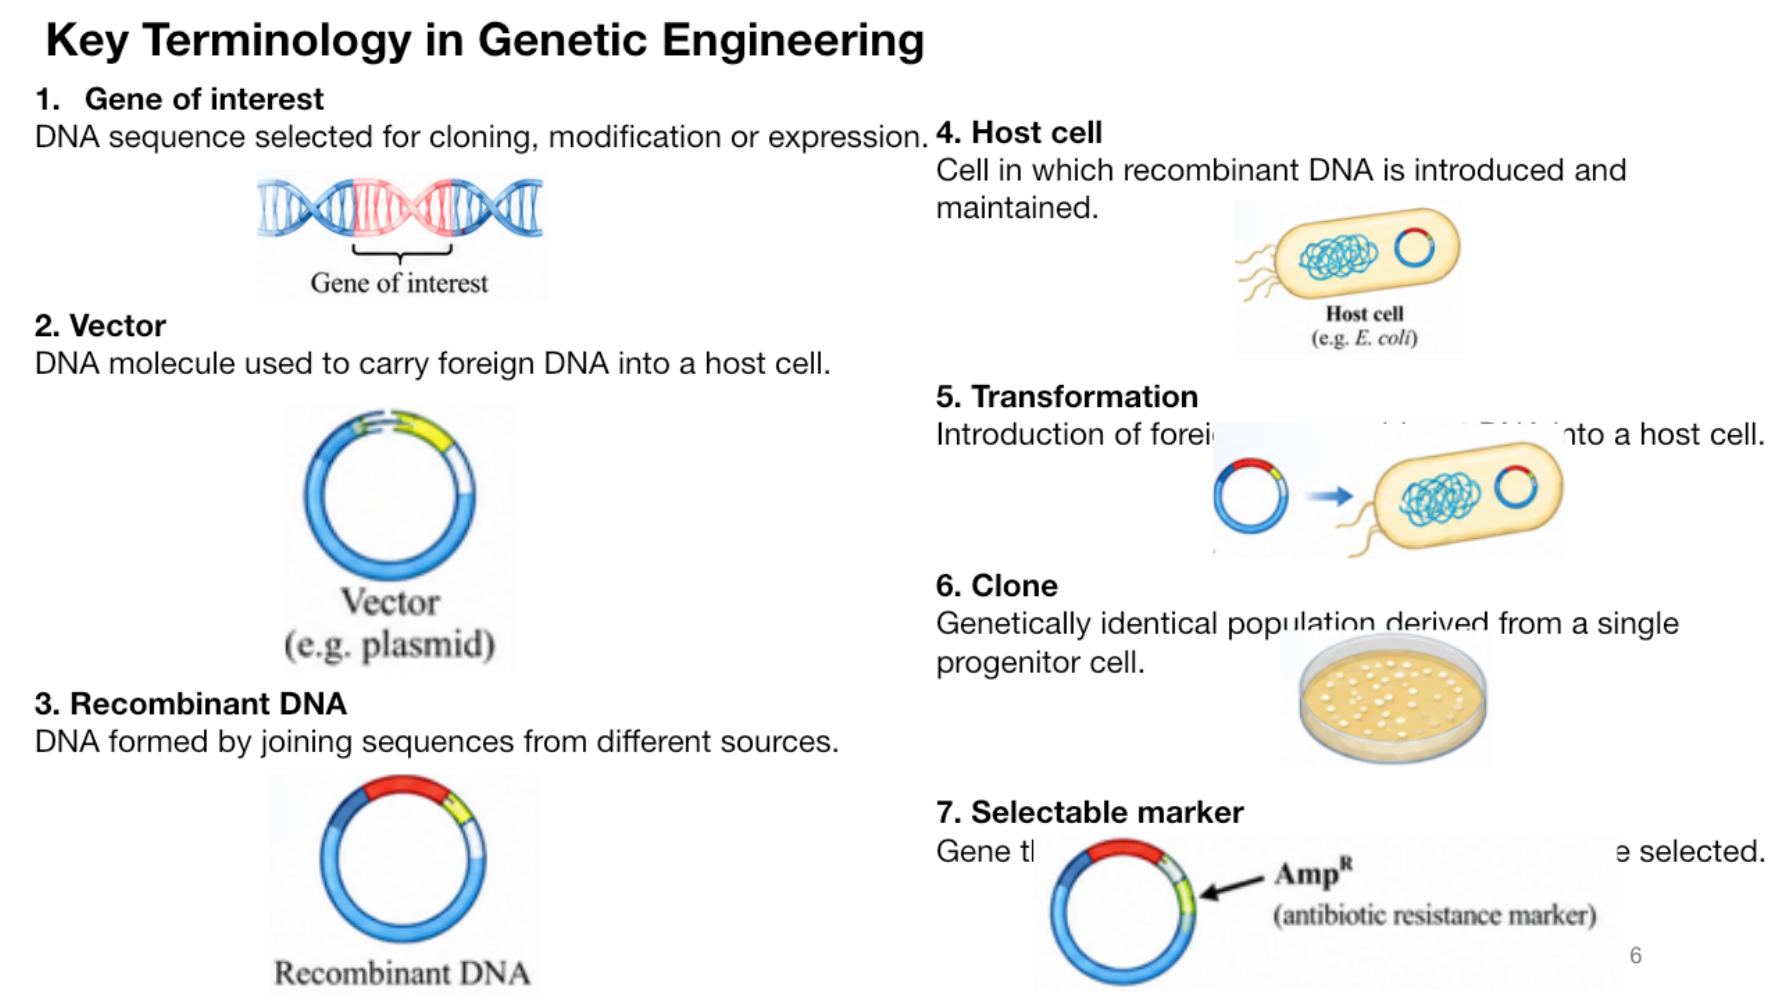 Key Terminology in Genetic Engineering
1. Gene of interest
DNA sequence selected for cloning, modification or expression.
Gene of interest
2. Vector
DNA molecule used to carry foreign DNA into a host cell.
Vector
(e.g. plasmid)
3. Recombinant DNA
DNA formed by joining sequences from different sources.
Recombinant DNA
4. Host cell
Cell in which recombinant DNA is introduced and
maintained.
Host cell
(e.g. E. coli)
5. Transformation
Introduction of into a host cell.
6. Clone
Genetically identical population derived from a single
progenitor cell.
7. Selectable marker
Gene selected.
Amp^R
(antibiotic resistance marker)
6